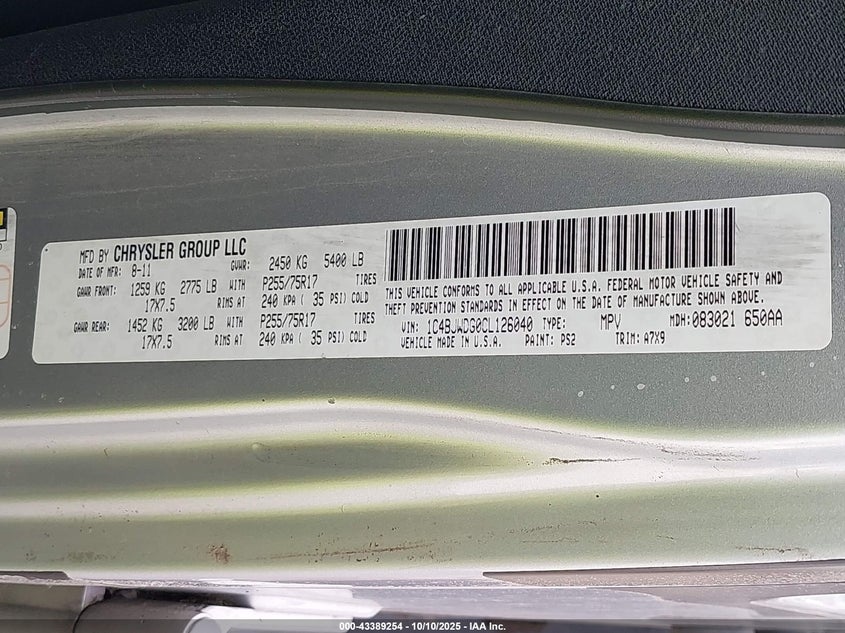 MFD BY CHRYSLER GROUP LLC
DATE OF MFR: 8-11 GVWR: 2450 KG 5400 LB
GAWR FRONT: 1259 KG 2775 LB WITH P255/75R17 TIRES
17X7.5 RIMS AT 240 KPA ( 35 PSI) COLD
GAWR REAR: 1452 KG 3200 LB WITH P255/75R17 TIRES
17X7.5 RIMS AT 240 KPA ( 35 PSI) COLD
THIS VEHICLE CONFORMS TO ALL APPLICABLE U.S.A. FEDERAL MOTOR VEHICLE SAFETY AND
THEFT PREVENTION STANDARDS IN EFFECT ON THE DATE OF MANUFACTURE SHOWN ABOVE.
VIN: 1C4BJWDG0CL126040 TYPE: MPV MDH: 083021 650AA
VEHICLE MADE IN U.S.A. PAINT: PS2 TRIM: A7X9
000-43389254 - 10/10/2025 - IAA Inc.